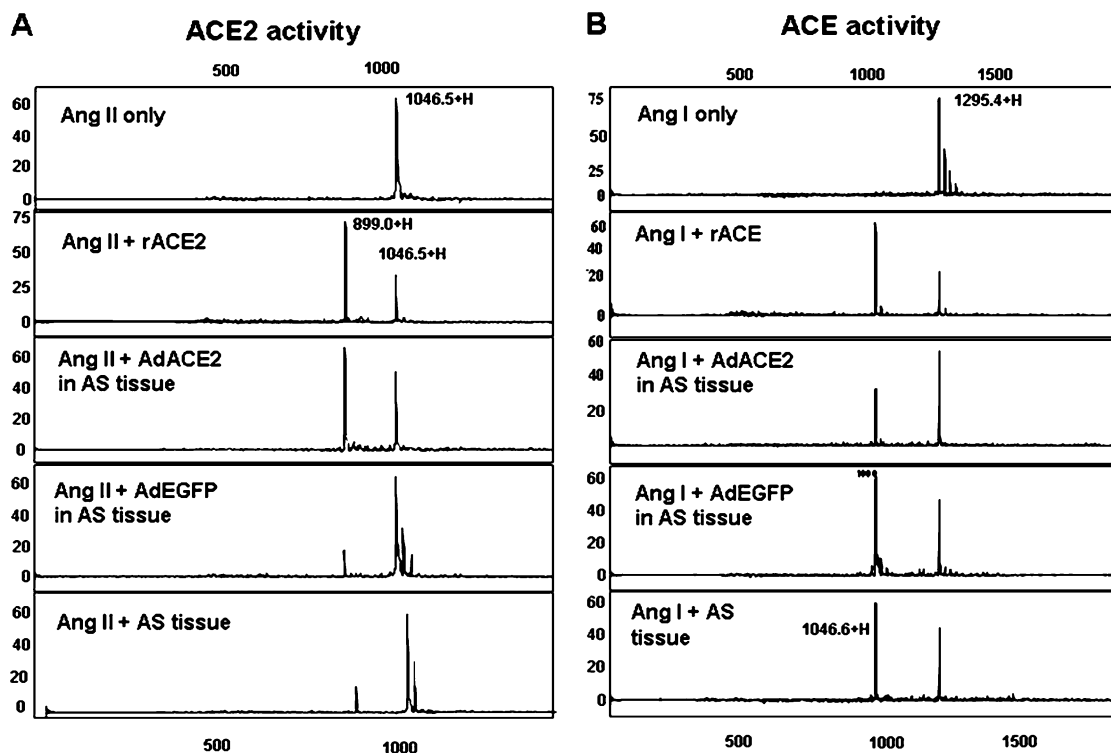 A ACE2 activity
500 1000
60
40
20
0
Ang II only
1046.5+H
75
50
25
0
Ang II + rACE2
899.0+H
1046.5+H
60
40
20
0
Ang II + AdACE2
in AS tissue
60
40
20
0
Ang II + AdEGFP
in AS tissue
60
40
20
0
Ang II + AS tissue
500 1000
B ACE activity
500 1000 1500
75
50
25
0
Ang I only
1295.4+H
60
40
20
0
Ang I + rACE
60
40
20
Ang I + AdACE2
in AS tissue
60
40
20
0
Ang I + AdEGFP
in AS tissue
60
40
20
0
Ang I + AS
tissue
1046.6+H
500 1000 1500